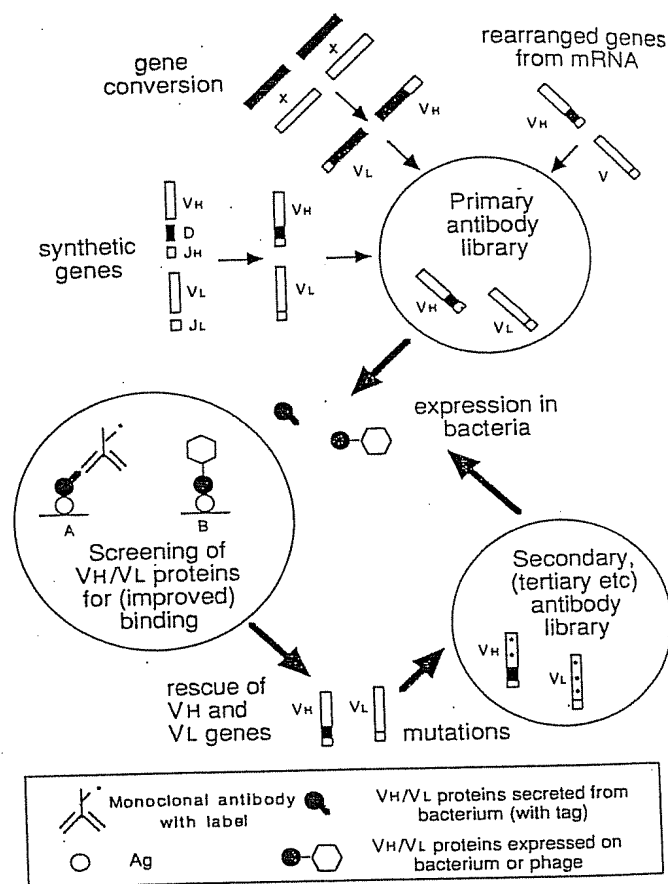 gene
conversion
x
x
VH
VL
rearranged genes
from mRNA
VH
V
synthetic
genes
VH
D
JH
VL
JL
VH
VL
Primary
antibody
library
VH
VL
expression in
bacteria
A
B
Screening of
VH/VL proteins
for (improved)
binding
Secondary,
(tertiary etc)
antibody
library
VH
VL
rescue of
VH and
VL genes
VH
VL
mutations
Monoclonal antibody
with label
VH/VL proteins secreted from
bacterium (with tag)
Ag
VH/VL proteins expressed on
bacterium or phage